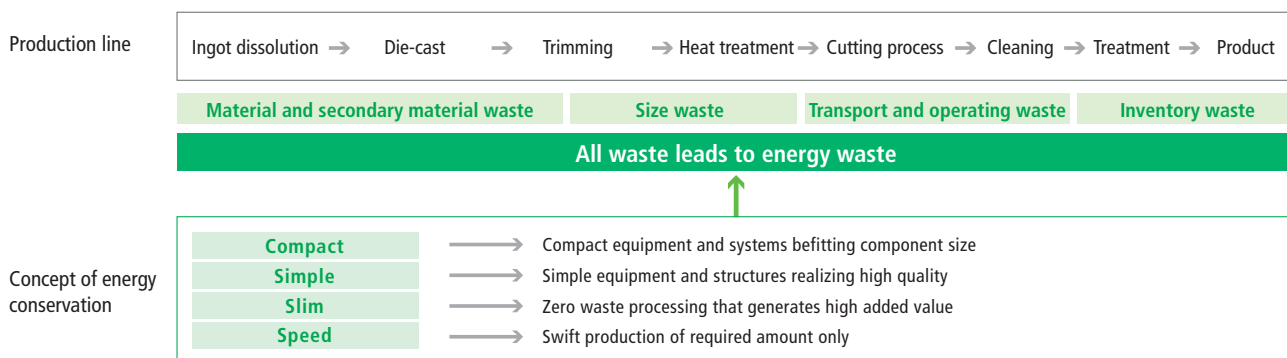 Production line
Ingot dissolution → Die-cast → Trimming → Heat treatment → Cutting process → Cleaning → Treatment → Product
Material and secondary material waste Size waste Transport and operating waste Inventory waste
All waste leads to energy waste
Concept of energy
conservation
Compact → Compact equipment and systems befitting component size
Simple → Simple equipment and structures realizing high quality
Slim → Zero waste processing that generates high added value
Speed → Swift production of required amount only